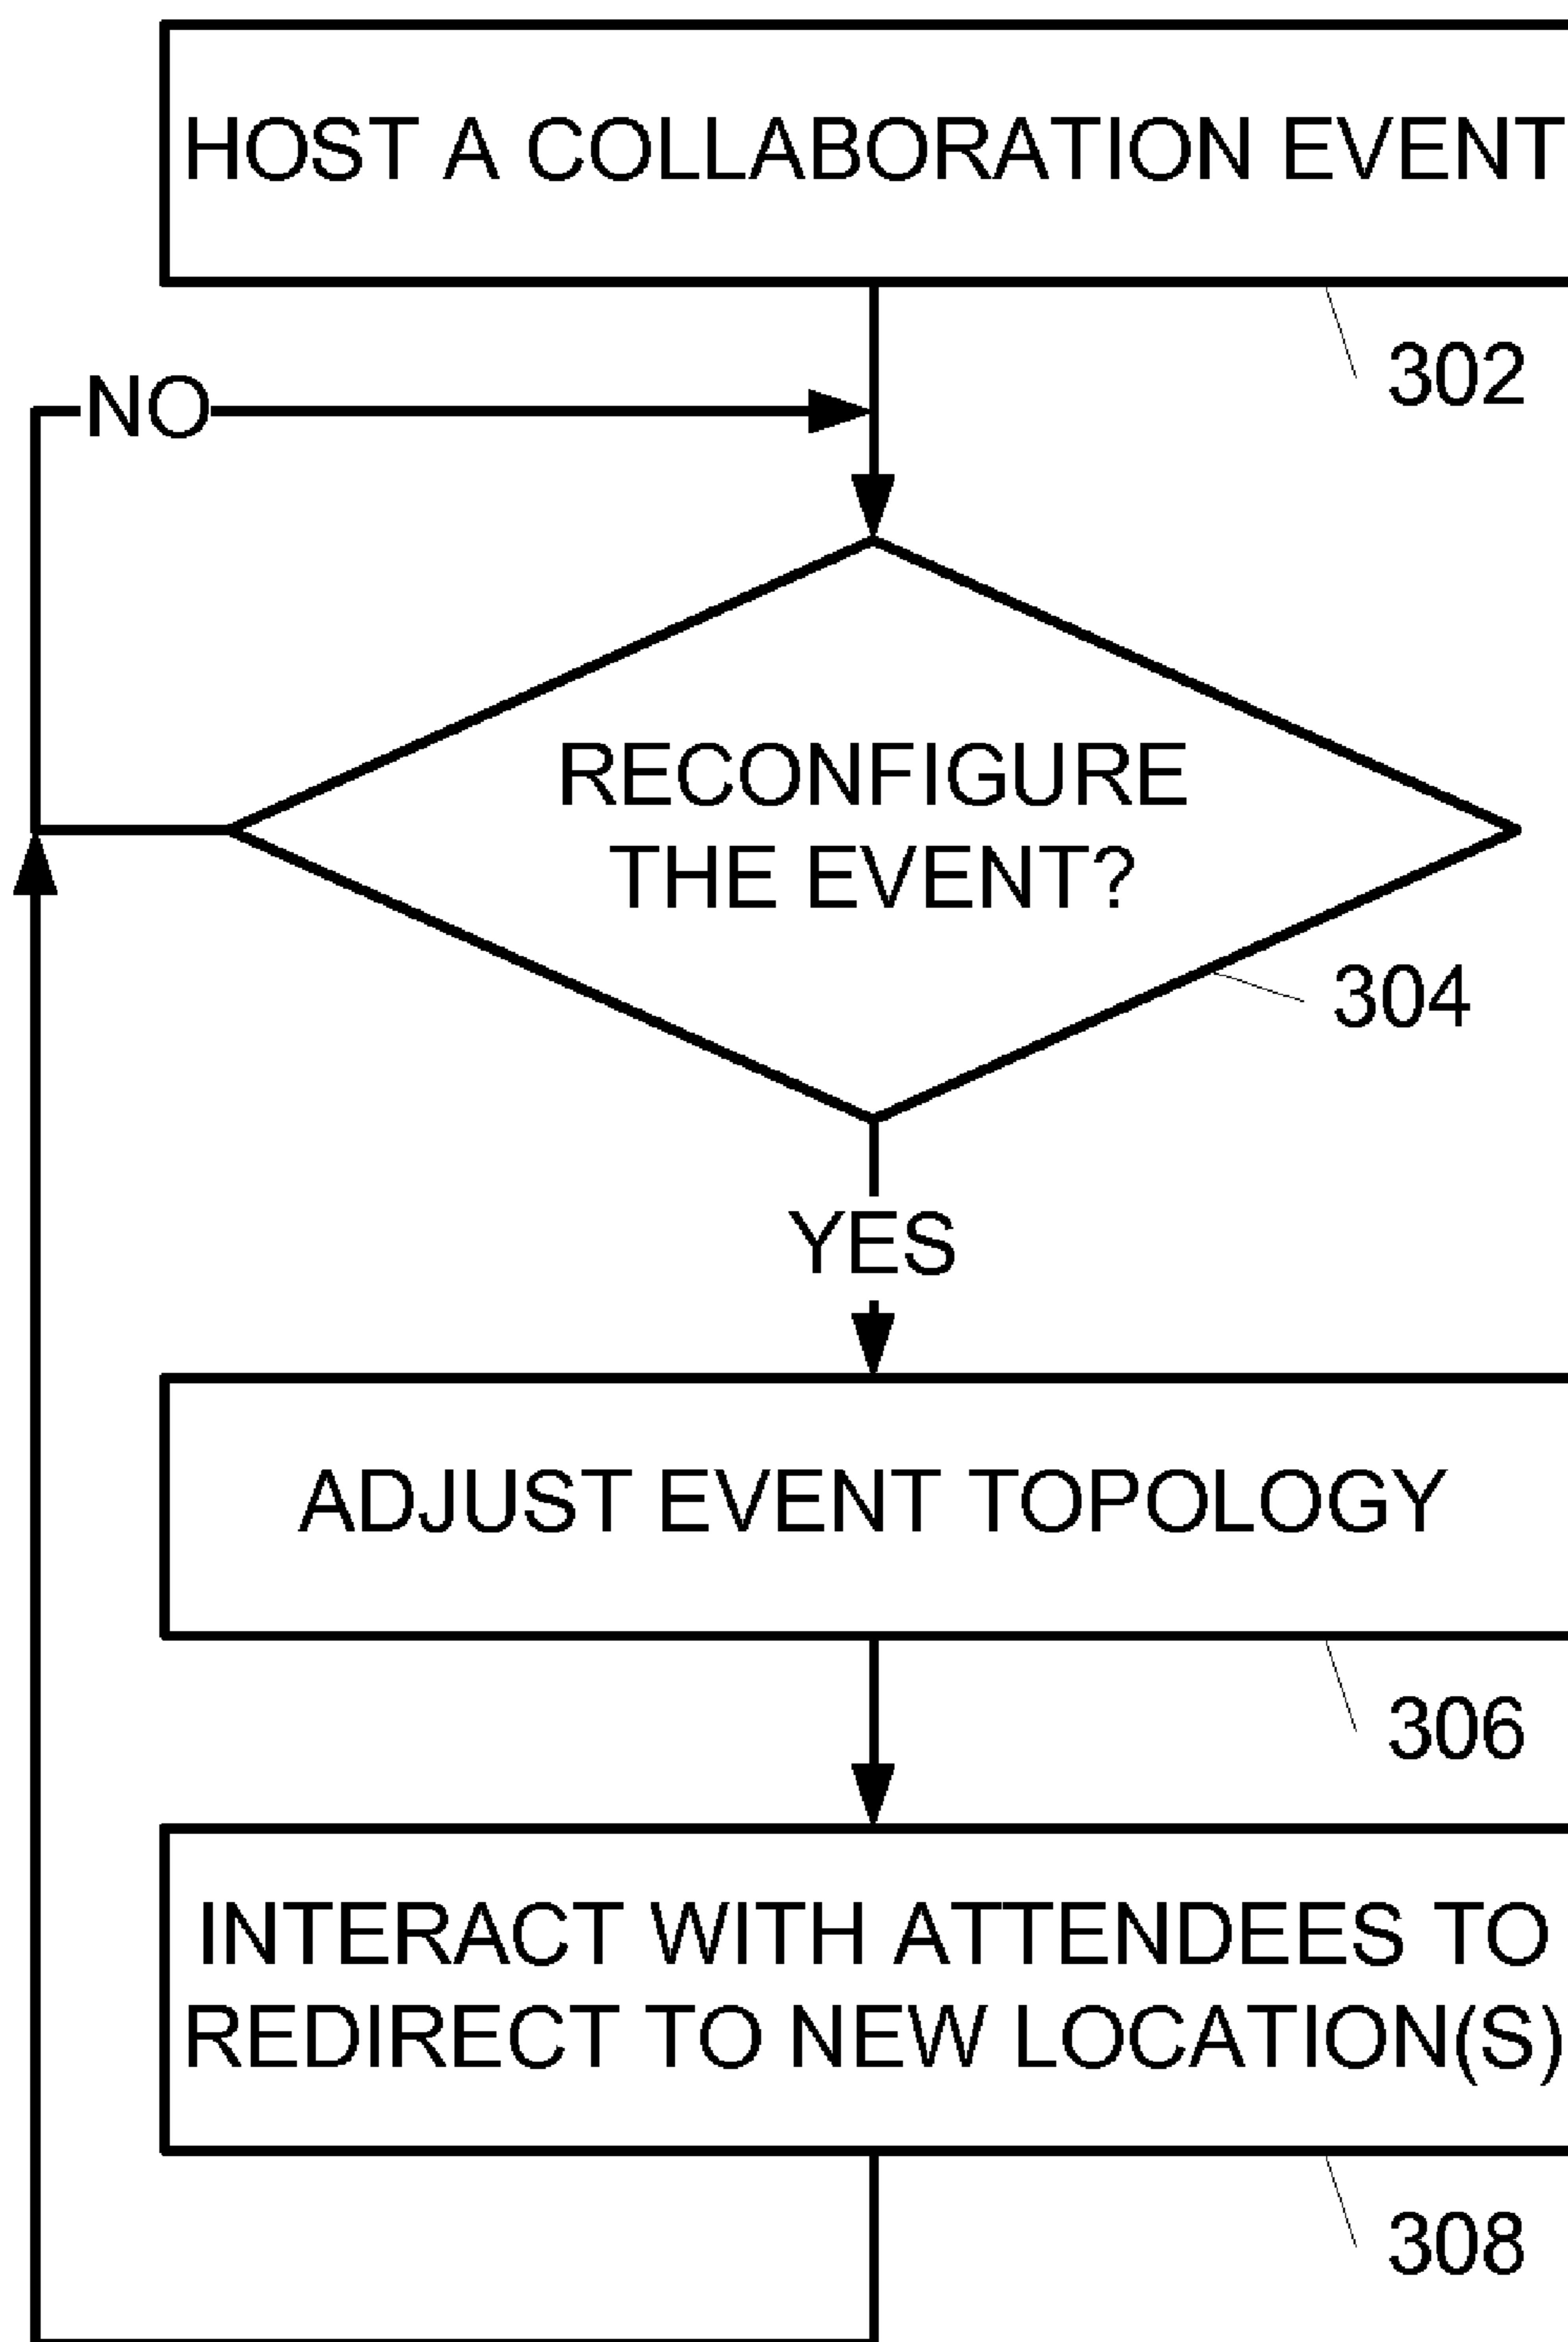 HOST A COLLABORATION EVENT
302
NO
RECONFIGURE
THE EVENT?
304
YES
ADJUST EVENT TOPOLOGY
306
INTERACT WITH ATTENDEES TO
REDIRECT TO NEW LOCATION(S)
308